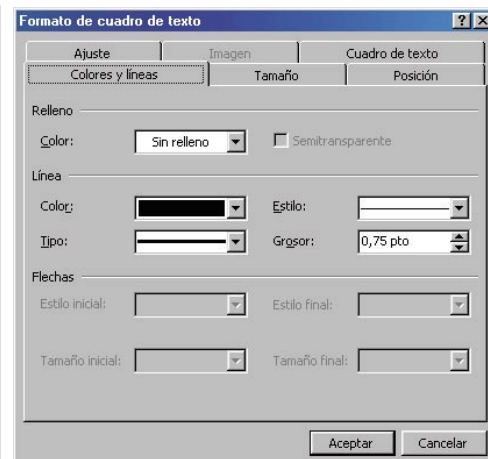 Formato de cuadro de texto
Ajuste Imagen Cuadro de texto
Colores y líneas Tamaño Posición
Relleno
Color: Sin relleno Semitransparente
Línea
Color: Estilo:
Tipo: Grosor: 0,75 pto
Flechas
Estilo inicial: Estilo final:
Tamaño inicial: Tamaño final:
Aceptar Cancelar